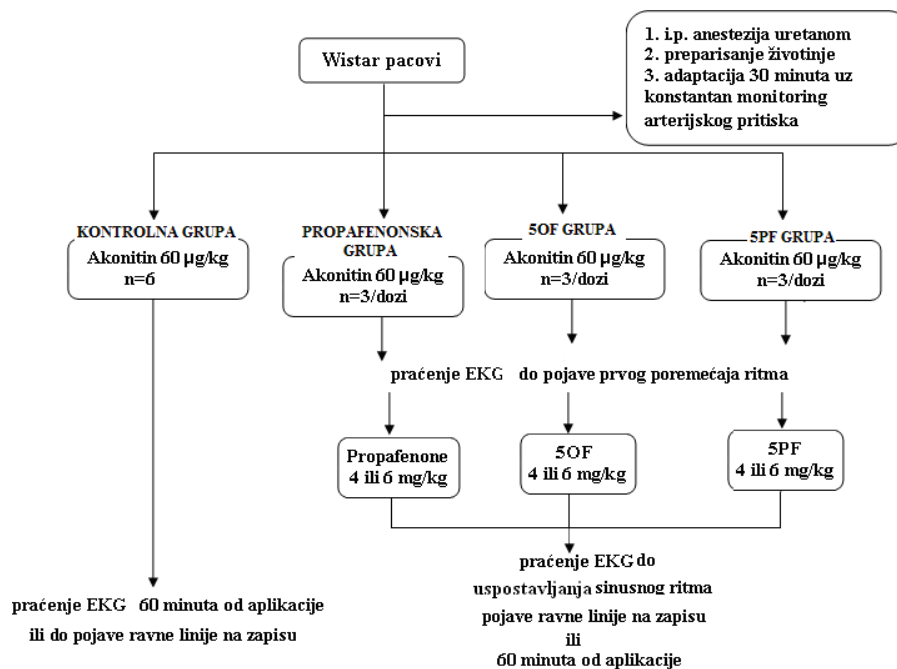 Wistar pacovi
1. i.p. anestezija uretanom
2. preparisanje životinje
3. adaptacija 30 minuta uz
konstantan monitoring
arterijskog pritiska
KONTROLNA GRUPA
Akonitin 60 µg/kg
n=6
PROPAFENONSKA
GRUPA
Akonitin 60 µg/kg
n=3/dozi
5OF GRUPA
Akonitin 60 µg/kg
n=3/dozi
5PF GRUPA
Akonitin 60 µg/kg
n=3/dozi
praćenje EKG do pojave prvog poremećaja ritma
Propafenone
4 ili 6 mg/kg
5OF
4 ili 6 mg/kg
5PF
4 ili 6 mg/kg
praćenje EKG 60 minuta od aplikacije
ili do pojave ravne linije na zapisu
praćenje EKG do
uspostavljanja sinusnog ritma
pojave ravne linije na zapisu
ili
60 minuta od aplikacije